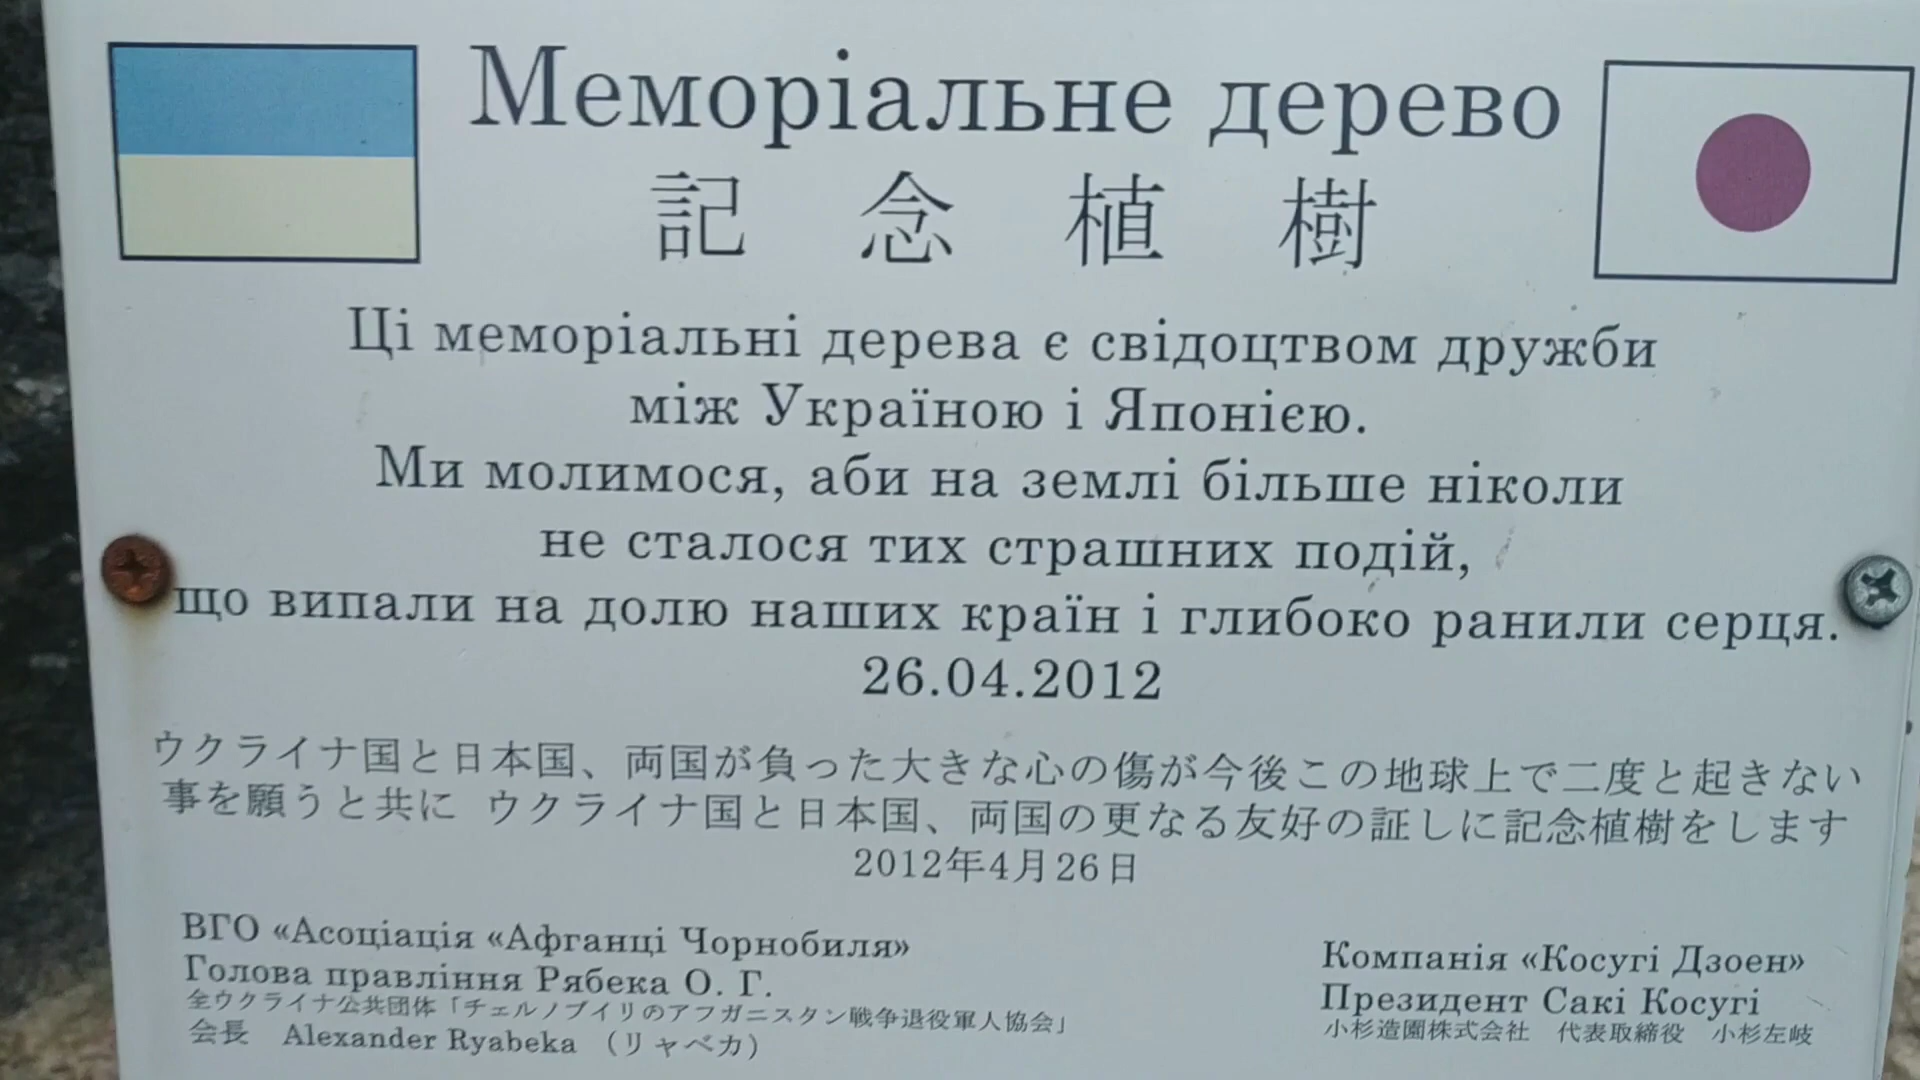 Меморіальне дерево
記念植樹
Ці меморіальні дерева є свідоцтвом дружби
між Україною і Японією.
Ми молимося, аби на землі більше ніколи
не сталося тих страшних подій,
що випали на долю наших країн і глибоко ранили серця.
26.04.2012
ウクライナ国と日本国、両国が負った大きな心の傷が今後この地球上で二度と起きない
事を願うと共に ウクライナ国と日本国、両国の更なる友好の証しに記念植樹をします
2012年4月26日
ВГО «Асоціація «Афганці Чорнобиля»
Голова правління Рябека О. Г.
全ウクライナ公共団体「チェルノブイリのアフガニスタン戦争退役軍人協会」
会長 Alexander Ryabeka （リャベカ）
Компанія «Косугі Дзоен»
Президент Сакі Косугі
小杉造園株式会社 代表取締役 小杉左岐